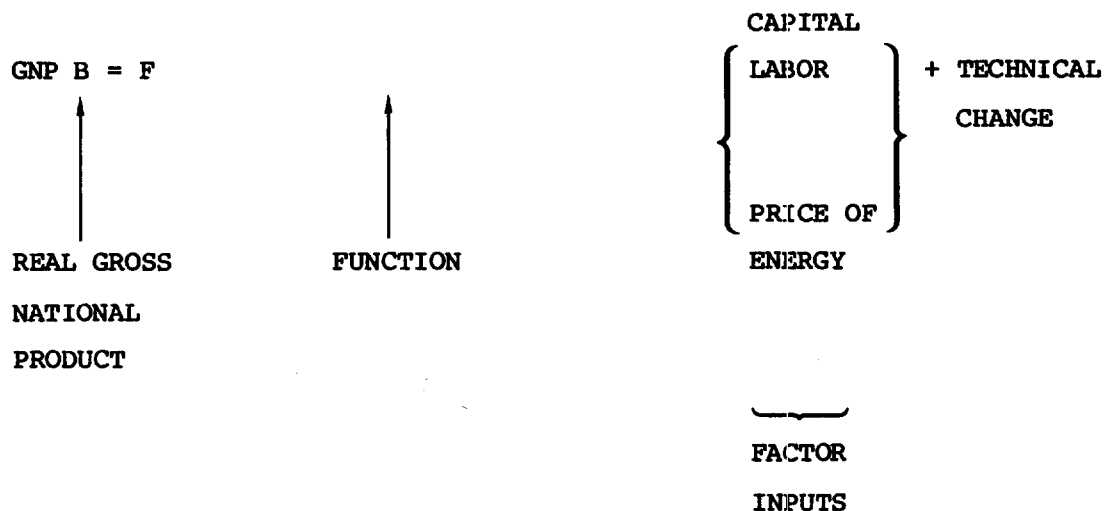 CAPITAL
GNP B = F
LABOR
+ TECHNICAL
CHANGE
PRICE OF
ENERGY
REAL GROSS
NATIONAL
PRODUCT
FUNCTION
FACTOR
INPUTS